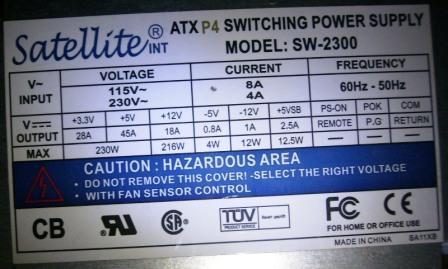 Satellite® INT
ATX P4 SWITCHING POWER SUPPLY
MODEL: SW-2300
V~ INPUT VOLTAGE CURRENT FREQUENCY
115V~ 8A 60Hz - 50Hz
230V~ 4A
V⎓ OUTPUT +3.3V +5V +12V -5V -12V +5VSB PS-ON POK COM
28A 45A 18A 0.8A 1A 2.5A REMOTE P.G RETURN
MAX 230W 216W 4W 12W 12.5W — — —
CAUTION : HAZARDOUS AREA
• DO NOT REMOVE THIS COVER! -SELECT THE RIGHT VOLTAGE
• WITH FAN SENSOR CONTROL
CB RU SA TÜV FC CE
FOR HOME OR OFFICE USE
MADE IN CHINA SA11XB